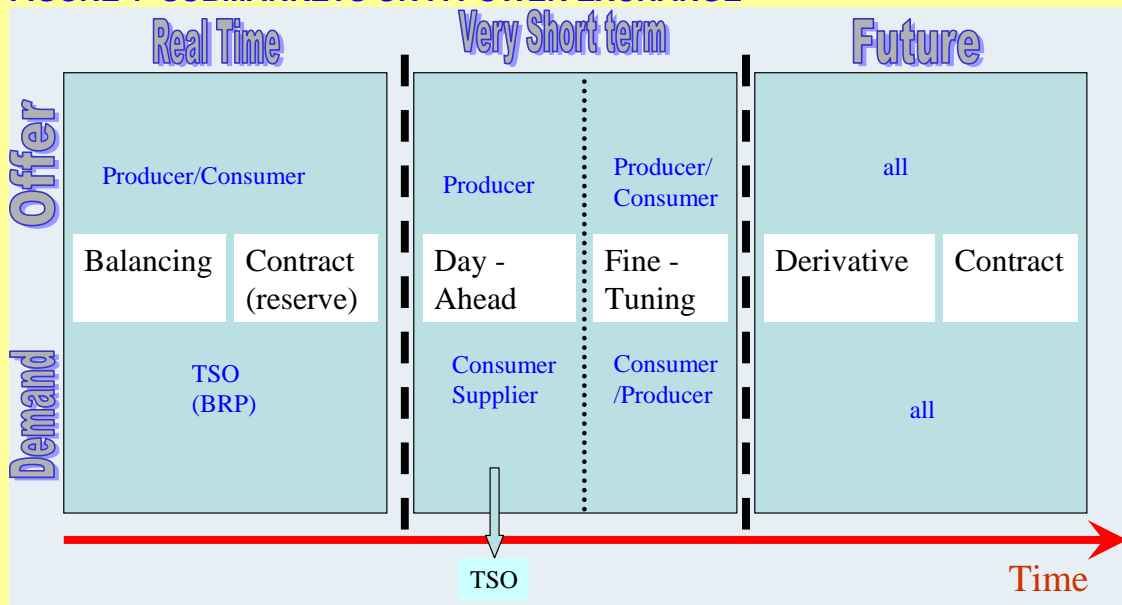 Real Time
Very Short term
Future
Offer
Producer/Consumer
Producer
Producer/
Consumer
all
Balancing
Contract
(reserve)
Day -
Ahead
Fine -
Tuning
Derivative
Contract
Demand
TSO
(BRP)
Consumer
Supplier
Consumer
/Producer
all
TSO
Time